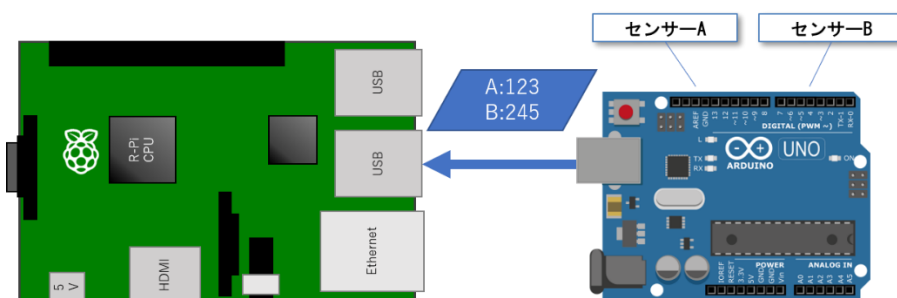 センサーA
センサーB
A:123
B:245
USB
USB
R-Pi
CPU
Ethernet
HDMI
5
V
AREF
GND
13
12
~11
~10
~9
8
7
~6
~5
4
~3
2
TX-1
RX-0
DIGITAL (PWM ~)
L
TX
RX
UNO
ARDUINO
ON
IOREF
RESET
3.3V
5V
GND
GND
Vin
POWER
ANALOG IN
A0
A1
A2
A3
A4
A5